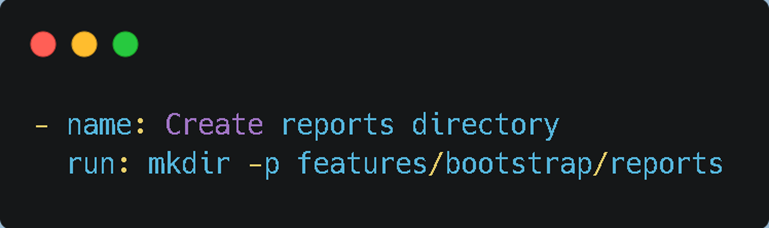 - name: Create reports directory
run: mkdir -p features/bootstrap/reports